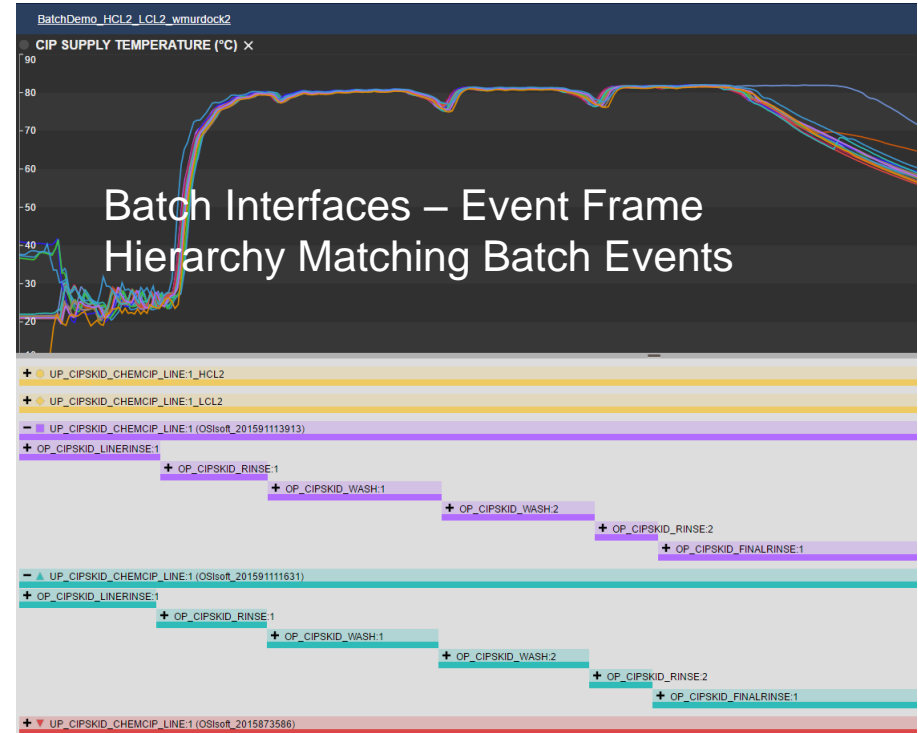 BatchDemo_HCL2_LCL2_wmurdock2
CIP SUPPLY TEMPERATURE (°C) ×
90
80
70
60
50
40
30
20
Batch Interfaces – Event Frame
Hierarchy Matching Batch Events
+ UP_CIPSKID_CHEMCIP_LINE:1_HCL2
+ UP_CIPSKID_CHEMCIP_LINE:1_LCL2
− UP_CIPSKID_CHEMCIP_LINE:1 (OSIsoft_201591113913)
+ OP_CIPSKID_LINERINSE:1
+ OP_CIPSKID_RINSE:1
+ OP_CIPSKID_WASH:1
+ OP_CIPSKID_WASH:2
+ OP_CIPSKID_RINSE:2
+ OP_CIPSKID_FINALRINSE:1
− UP_CIPSKID_CHEMCIP_LINE:1 (OSIsoft_201591111631)
+ OP_CIPSKID_LINERINSE:1
+ OP_CIPSKID_RINSE:1
+ OP_CIPSKID_WASH:1
+ OP_CIPSKID_WASH:2
+ OP_CIPSKID_RINSE:2
+ OP_CIPSKID_FINALRINSE:1
+ UP_CIPSKID_CHEMCIP_LINE:1 (OSIsoft_2015873586)